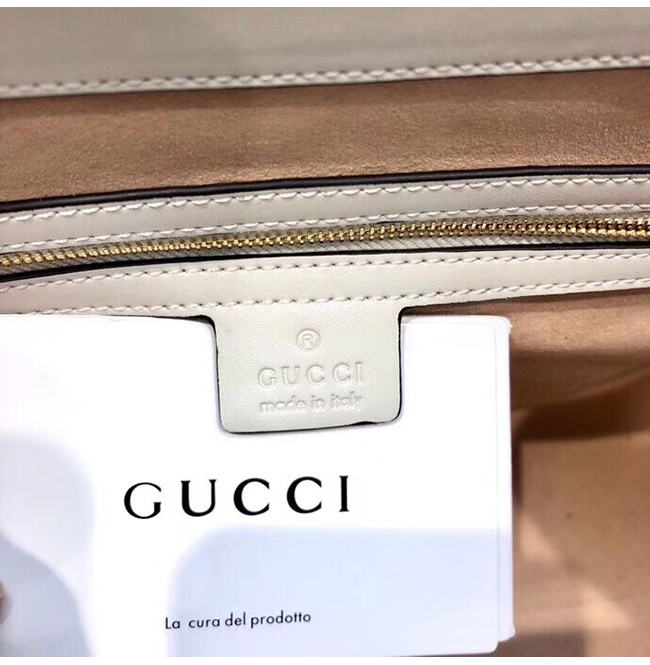 ®
GUCCI
made in italy
GUCCI
La cura del prodotto